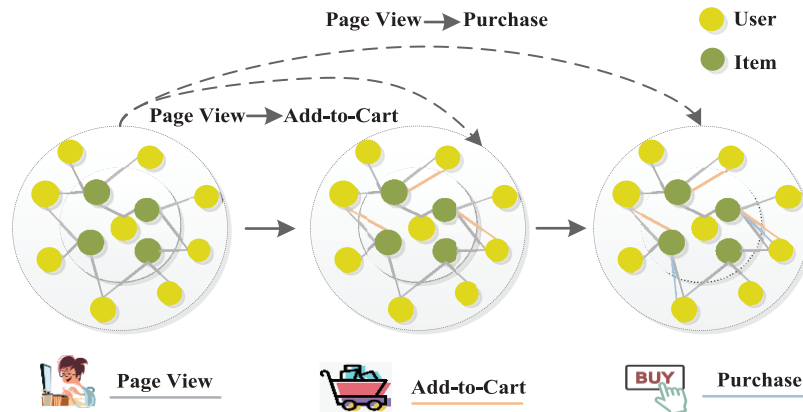 Page View Purchase
User
Item
Page View Add-to-Cart
Page View
Add-to-Cart
BUY
Purchase